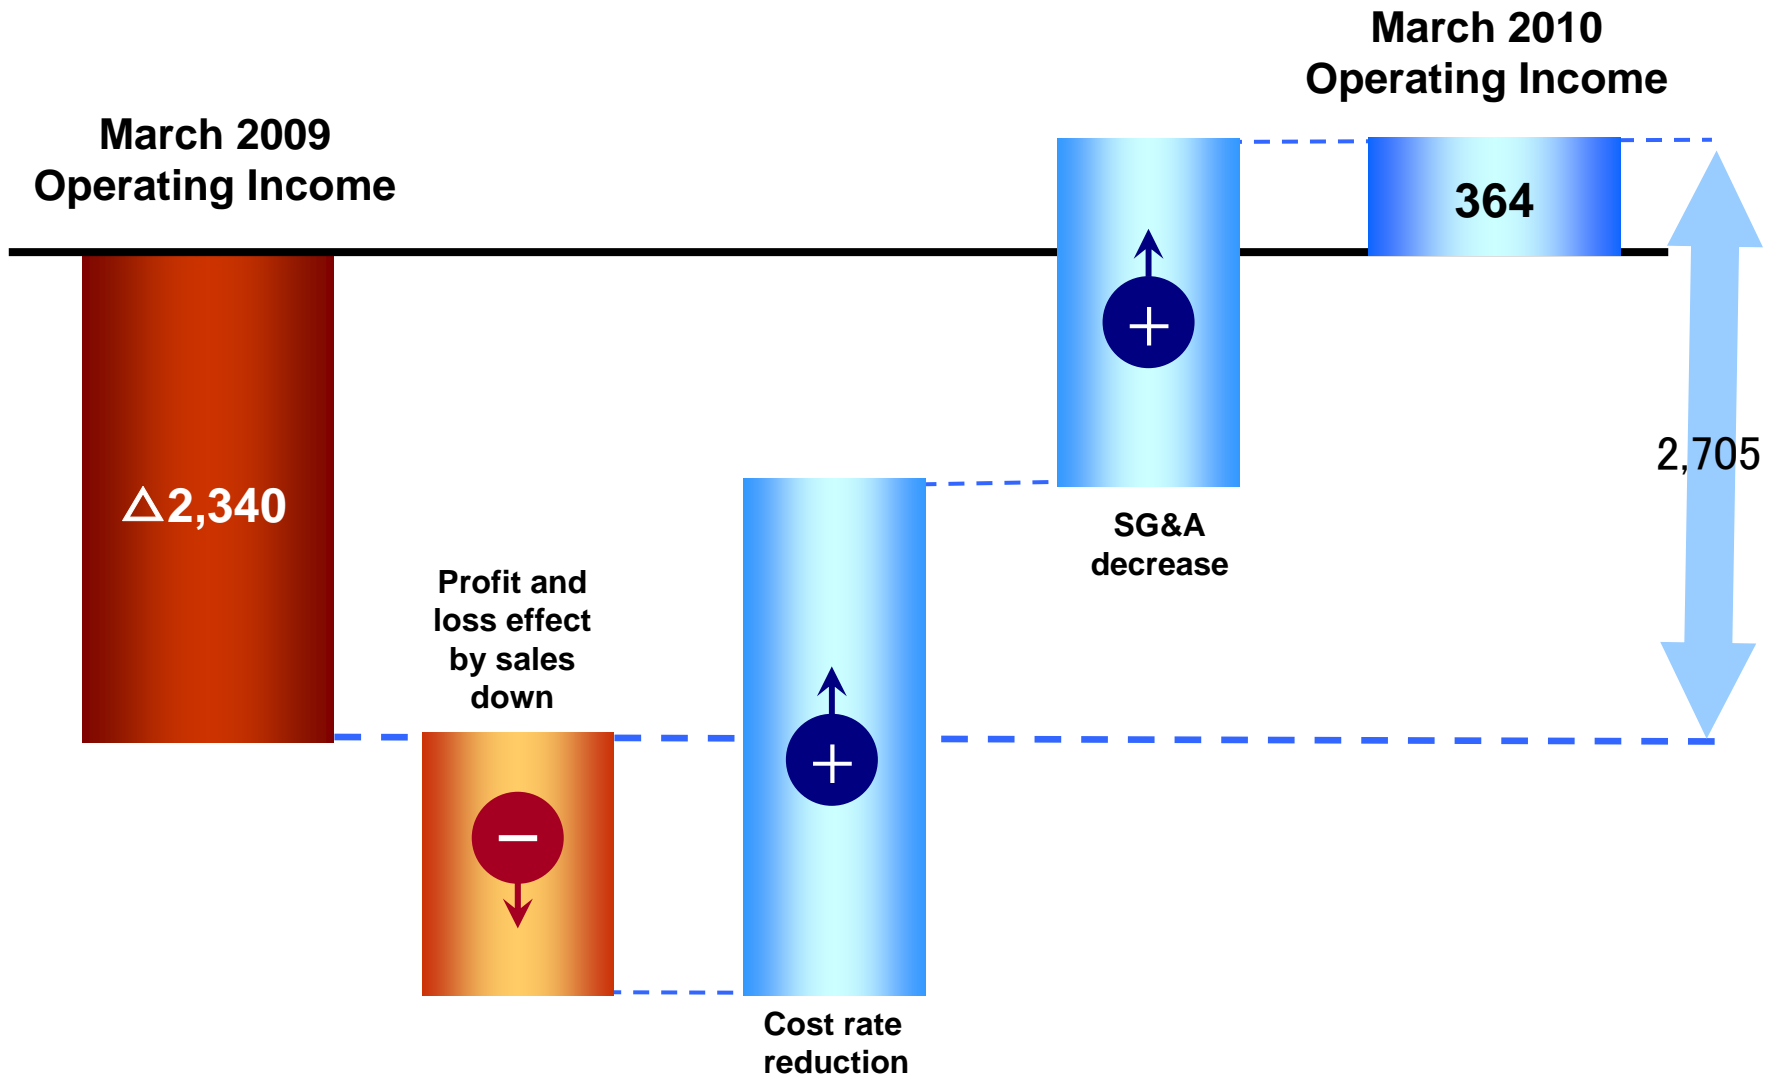 March 2009
Operating Income
△2,340
Profit and
loss effect
by sales
down
−
+
Cost rate
reduction
+
SG&A
decrease
March 2010
Operating Income
364
2,705